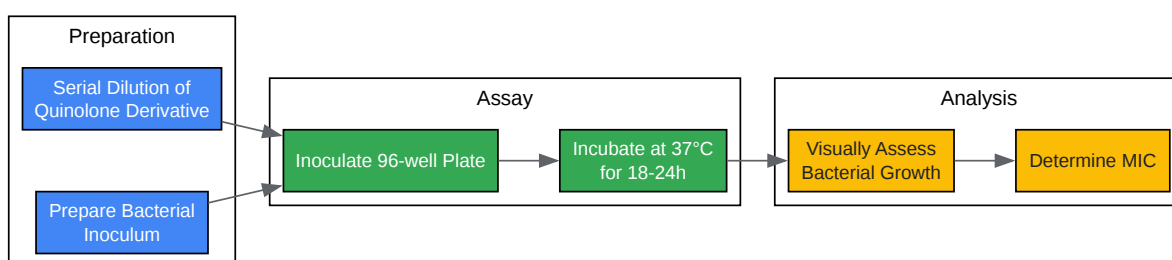 Preparation
Serial Dilution of
Quinolone Derivative
Prepare Bacterial
Inoculum
Assay
Inoculate 96-well Plate
Incubate at 37°C
for 18-24h
Analysis
Visually Assess
Bacterial Growth
Determine MIC